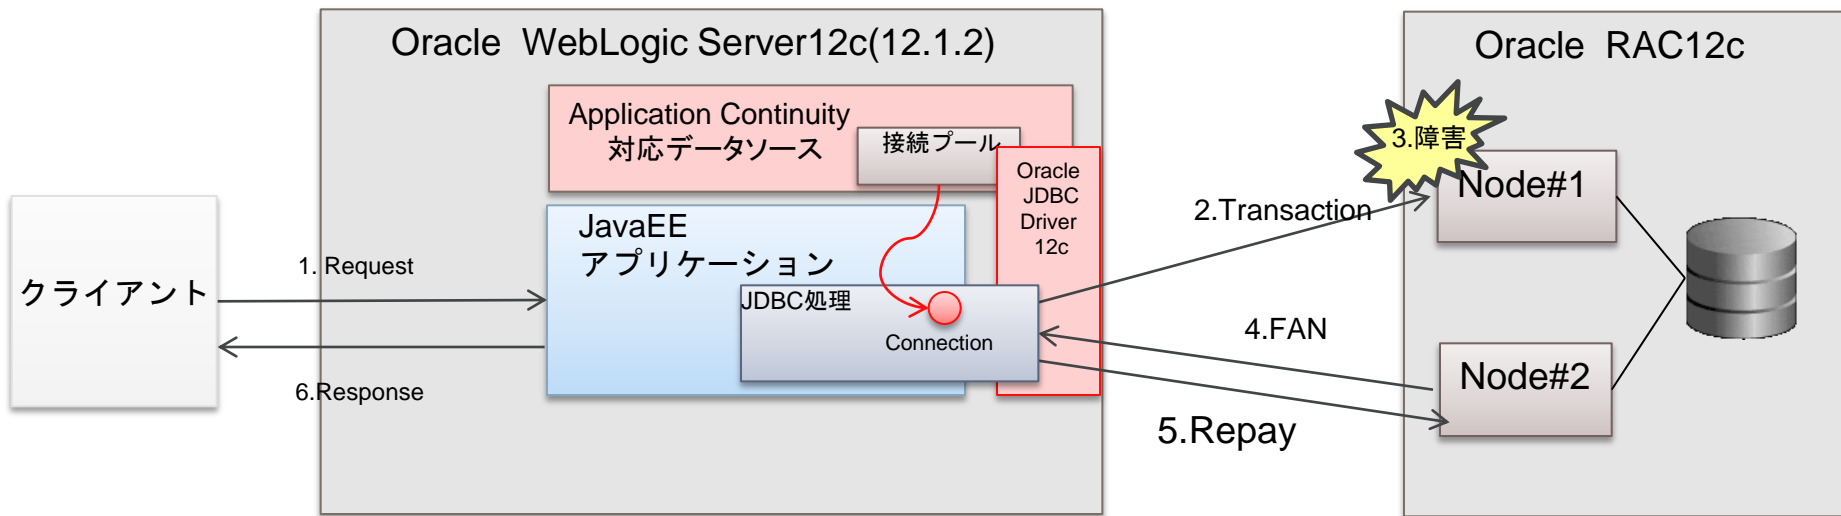 Oracle WebLogic Server12c(12.1.2)
Oracle RAC12c
Application Continuity
対応データソース
接続プール
Oracle
JDBC
Driver
12c
3.障害
Node#1
2.Transaction
JavaEE
アプリケーション
1. Request
クライアント
JDBC処理
Connection
4.FAN
Node#2
6.Response
5.Repay